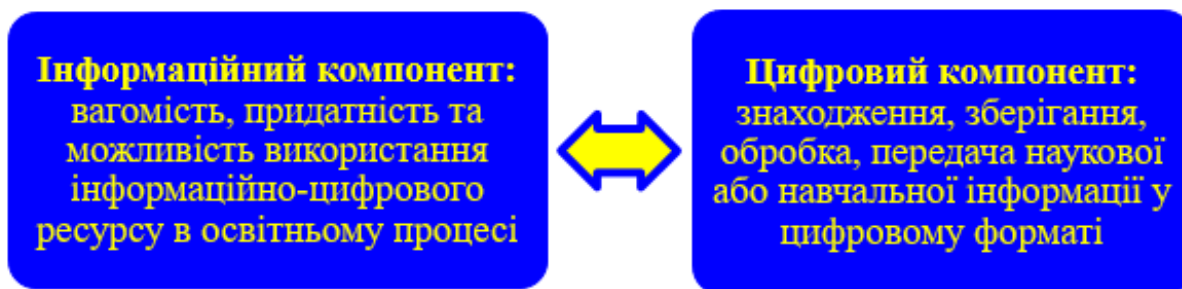 Інформаційний компонент:
вагомість, придатність та
можливість використання
інформаційно-цифрового
ресурсу в освітньому процесі
Цифровий компонент:
знаходження, зберігання,
обробка, передача наукової
або навчальної інформації у
цифровому форматі